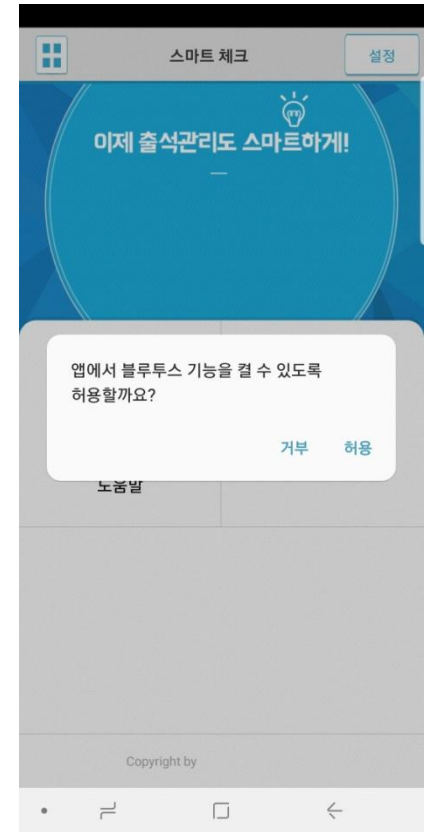 스마트 체크
설정
이제 출석관리도 스마트하게!
앱에서 블루투스 기능을 켤 수 있도록
허용할까요?
거부
허용
도움말
Copyright by